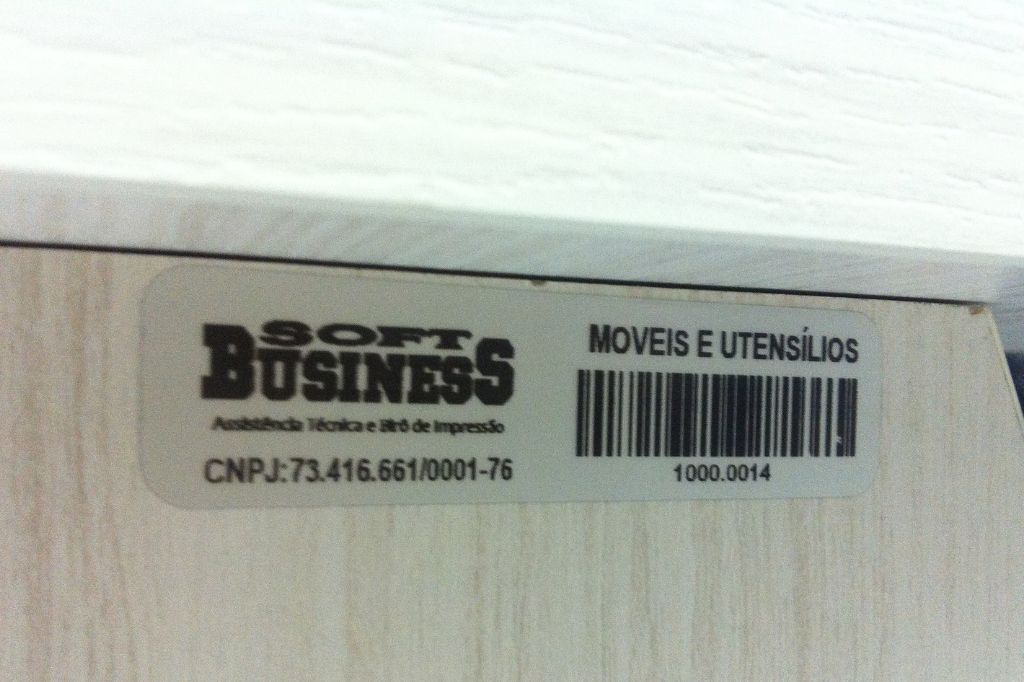 SOFT
BUSINESS
Assistência Técnica e Birô de Impressão
CNPJ:73.416.661/0001-76
MOVEIS E UTENSÍLIOS
1000.0014